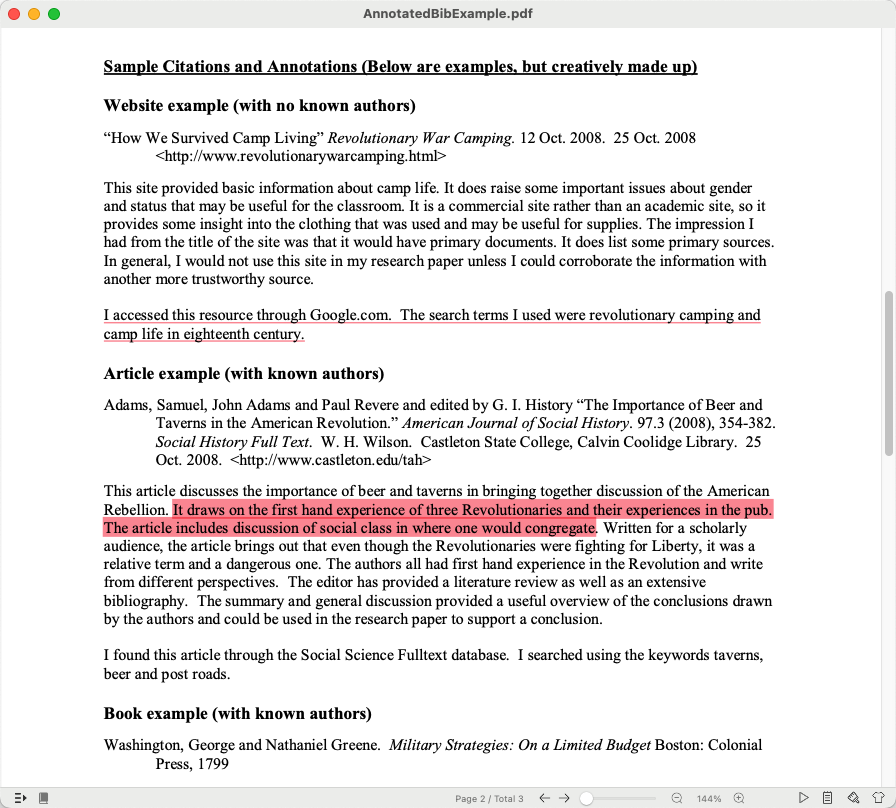 AnnotatedBibExample.pdf
Sample Citations and Annotations (Below are examples, but creatively made up)
Website example (with no known authors)
“How We Survived Camp Living” Revolutionary War Camping. 12 Oct. 2008.  25 Oct. 2008
<http://www.revolutionarywarcamping.html>
This site provided basic information about camp life. It does raise some important issues about gender
and status that may be useful for the classroom. It is a commercial site rather than an academic site, so it
provides some insight into the clothing that was used and may be useful for supplies. The impression I
had from the title of the site was that it would have primary documents. It does list some primary sources.
In general, I would not use this site in my research paper unless I could corroborate the information with
another more trustworthy source.
I accessed this resource through Google.com.  The search terms I used were revolutionary camping and
camp life in eighteenth century.
Article example (with known authors)
Adams, Samuel, John Adams and Paul Revere and edited by G. I. History “The Importance of Beer and
Taverns in the American Revolution.” American Journal of Social History. 97.3 (2008), 354-382.
Social History Full Text.  W. H. Wilson.  Castleton State College, Calvin Coolidge Library.  25
Oct. 2008.  <http://www.castleton.edu/tah>
This article discusses the importance of beer and taverns in bringing together discussion of the American
Rebellion. It draws on the first hand experience of three Revolutionaries and their experiences in the pub.
The article includes discussion of social class in where one would congregate. Written for a scholarly
audience, the article brings out that even though the Revolutionaries were fighting for Liberty, it was a
relative term and a dangerous one. The authors all had first hand experience in the Revolution and write
from different perspectives.  The editor has provided a literature review as well as an extensive
bibliography.  The summary and general discussion provided a useful overview of the conclusions drawn
by the authors and could be used in the research paper to support a conclusion.
I found this article through the Social Science Fulltext database.  I searched using the keywords taverns,
beer and post roads.
Book example (with known authors)
Washington, George and Nathaniel Greene.  Military Strategies: On a Limited Budget Boston: Colonial
Press, 1799
Page 2 / Total 3
144%